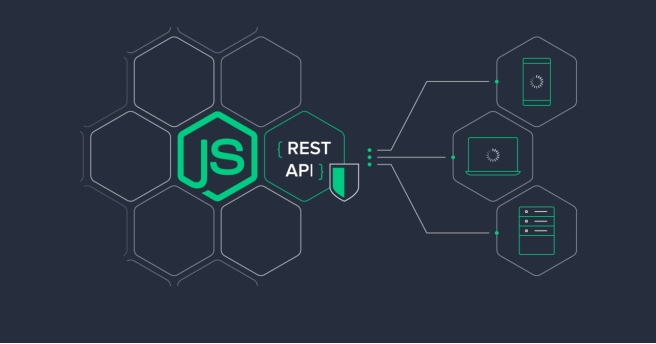 JS
{ REST
API }